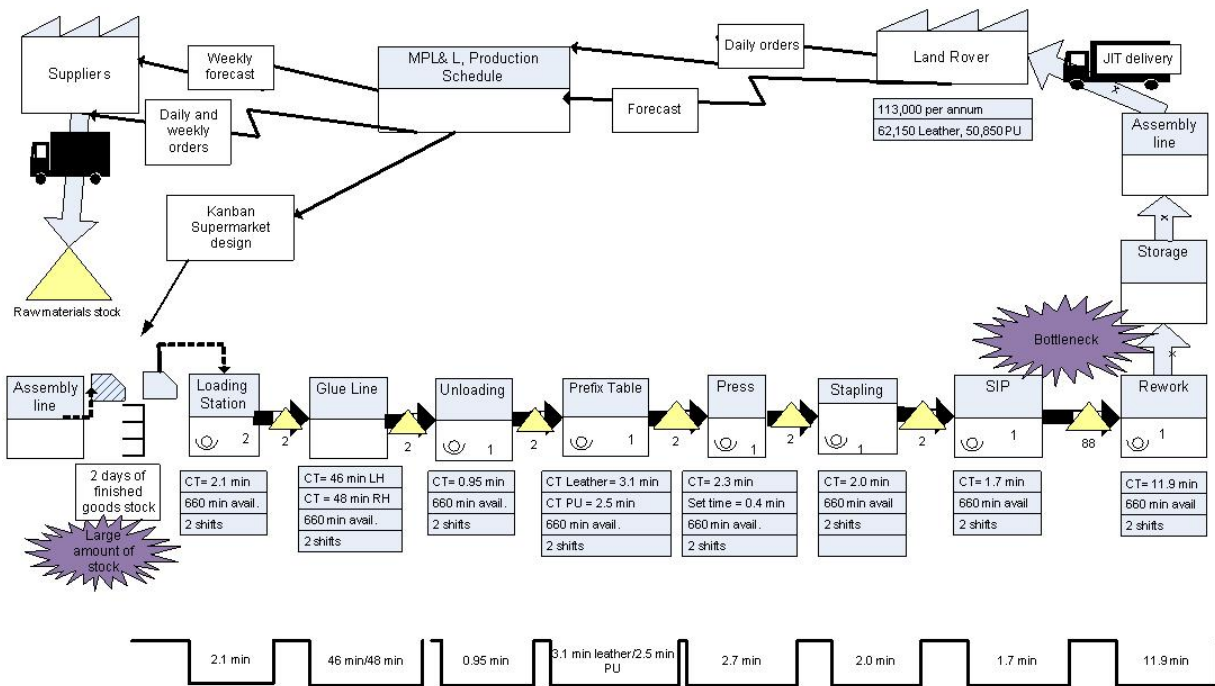 Suppliers
Weekly
forecast
Daily and
weekly
orders
MPL& L, Production
Schedule
Daily orders
Forecast
Land Rover
113,000 per annum
62,150 Leather, 50,850 PU
JIT delivery
Assembly
line
Storage
Bottleneck
Kanban
Supermarket
design
Raw materials stock
Assembly
line
2 days of
finished
goods stock
Large
amount of
stock
Loading
Station
2
CT= 2.1 min
660 min avail.
2 shifts
2
Glue Line
CT= 46 min LH
CT = 48 min RH
660 min avail.
2 shifts
2
Unloading
1
CT= 0.95 min
660 min avail.
2 shifts
2
Prefix Table
1
CT Leather = 3.1 min
CT PU = 2.5 min
660 min avail.
2 shifts
2
Press
1
CT= 2.3 min
Set time = 0.4 min
660 min avail.
2 shifts
2
Stapling
1
CT= 2.0 min
660 min avail
2
SIP
1
CT= 1.7 min
660 min avail
2 shifts
88
Rework
1
CT= 11.9 min
660 min avail
2 shifts
x
x
x
2.1 min
46 min/48 min
0.95 min
3.1 min leather/2.5 min
PU
2.7 min
2.0 min
1.7 min
11.9 min